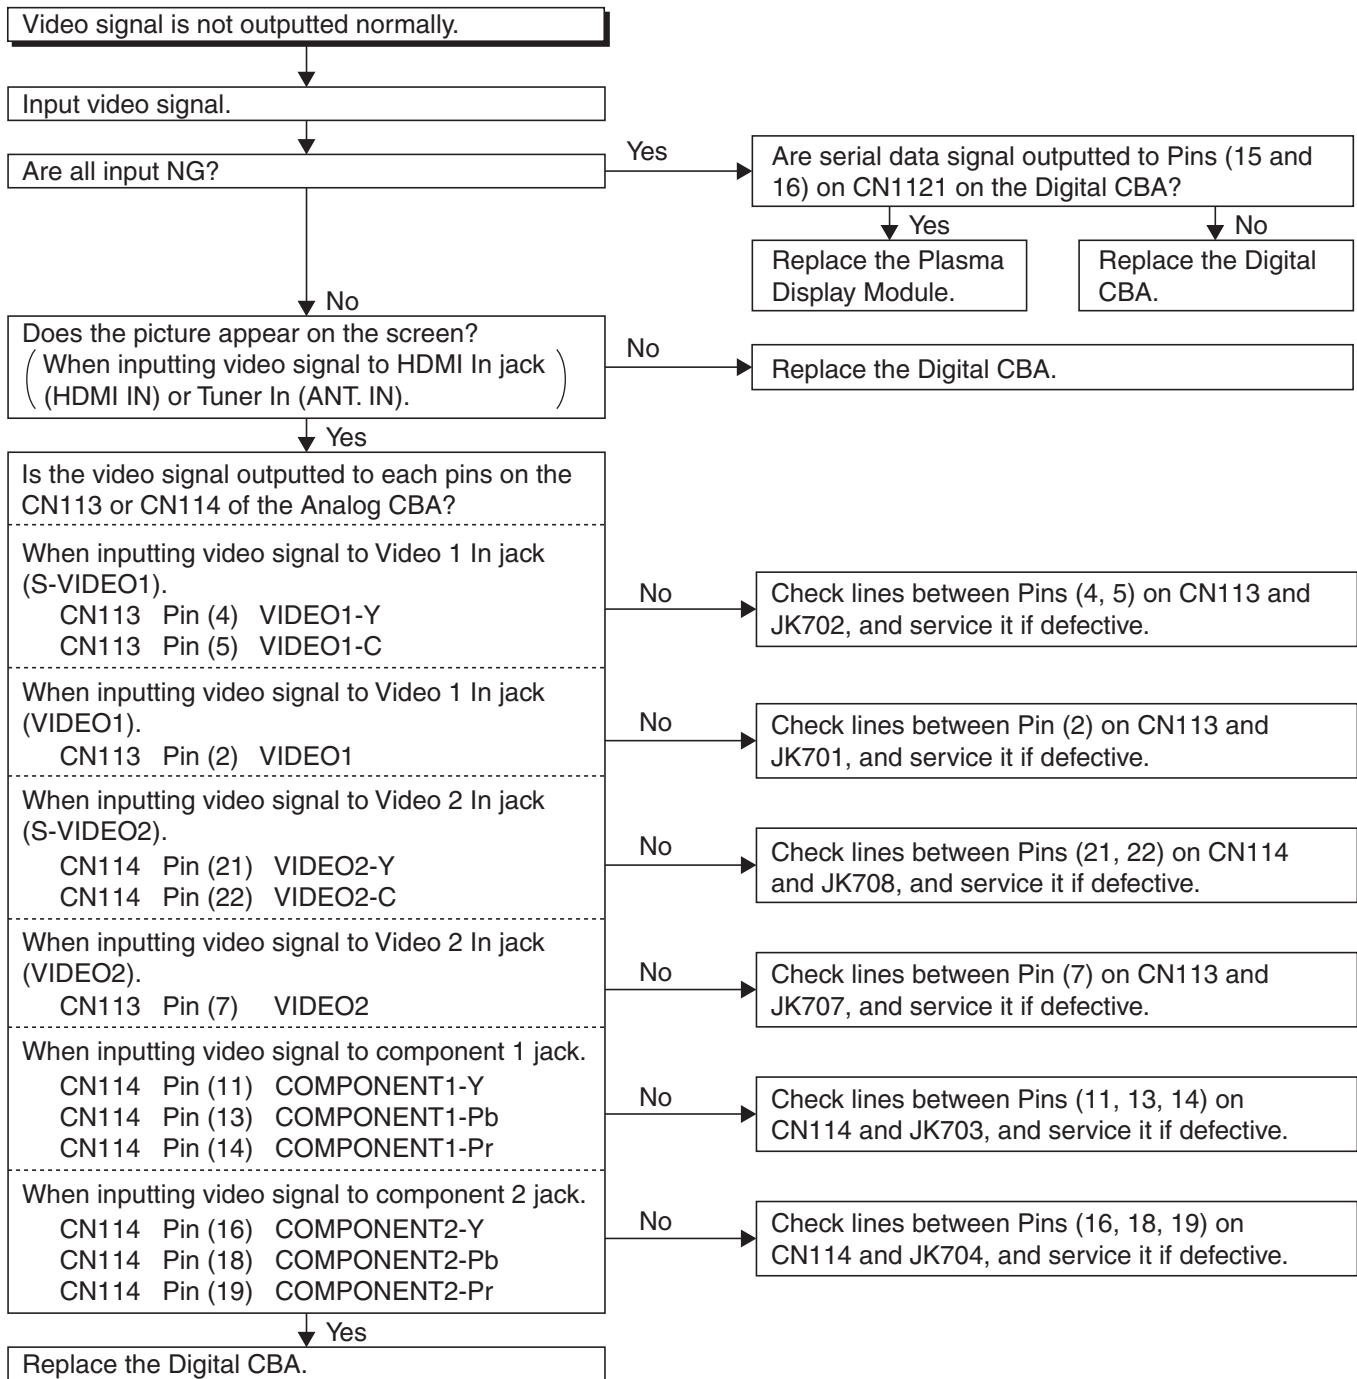 Video signal is not outputted normally.
Input video signal.
Are all input NG?
Yes
Are serial data signal outputted to Pins (15 and
16) on CN1121 on the Digital CBA?
Yes
No
Replace the Plasma
Display Module.
Replace the Digital
CBA.
No
Does the picture appear on the screen?
(When inputting video signal to HDMI In jack
(HDMI IN) or Tuner In (ANT. IN).)
No
Replace the Digital CBA.
Yes
Is the video signal outputted to each pins on the
CN113 or CN114 of the Analog CBA?
When inputting video signal to Video 1 In jack
(S-VIDEO1).
CN113 Pin (4) VIDEO1-Y
CN113 Pin (5) VIDEO1-C
No
Check lines between Pins (4, 5) on CN113 and
JK702, and service it if defective.
When inputting video signal to Video 1 In jack
(VIDEO1).
CN113 Pin (2) VIDEO1
No
Check lines between Pin (2) on CN113 and
JK701, and service it if defective.
When inputting video signal to Video 2 In jack
(S-VIDEO2).
CN114 Pin (21) VIDEO2-Y
CN114 Pin (22) VIDEO2-C
No
Check lines between Pins (21, 22) on CN114
and JK708, and service it if defective.
When inputting video signal to Video 2 In jack
(VIDEO2).
CN113 Pin (7) VIDEO2
No
Check lines between Pin (7) on CN113 and
JK707, and service it if defective.
When inputting video signal to component 1 jack.
CN114 Pin (11) COMPONENT1-Y
CN114 Pin (13) COMPONENT1-Pb
CN114 Pin (14) COMPONENT1-Pr
No
Check lines between Pins (11, 13, 14) on
CN114 and JK703, and service it if defective.
When inputting video signal to component 2 jack.
CN114 Pin (16) COMPONENT2-Y
CN114 Pin (18) COMPONENT2-Pb
CN114 Pin (19) COMPONENT2-Pr
No
Check lines between Pins (16, 18, 19) on
CN114 and JK704, and service it if defective.
Yes
Replace the Digital CBA.